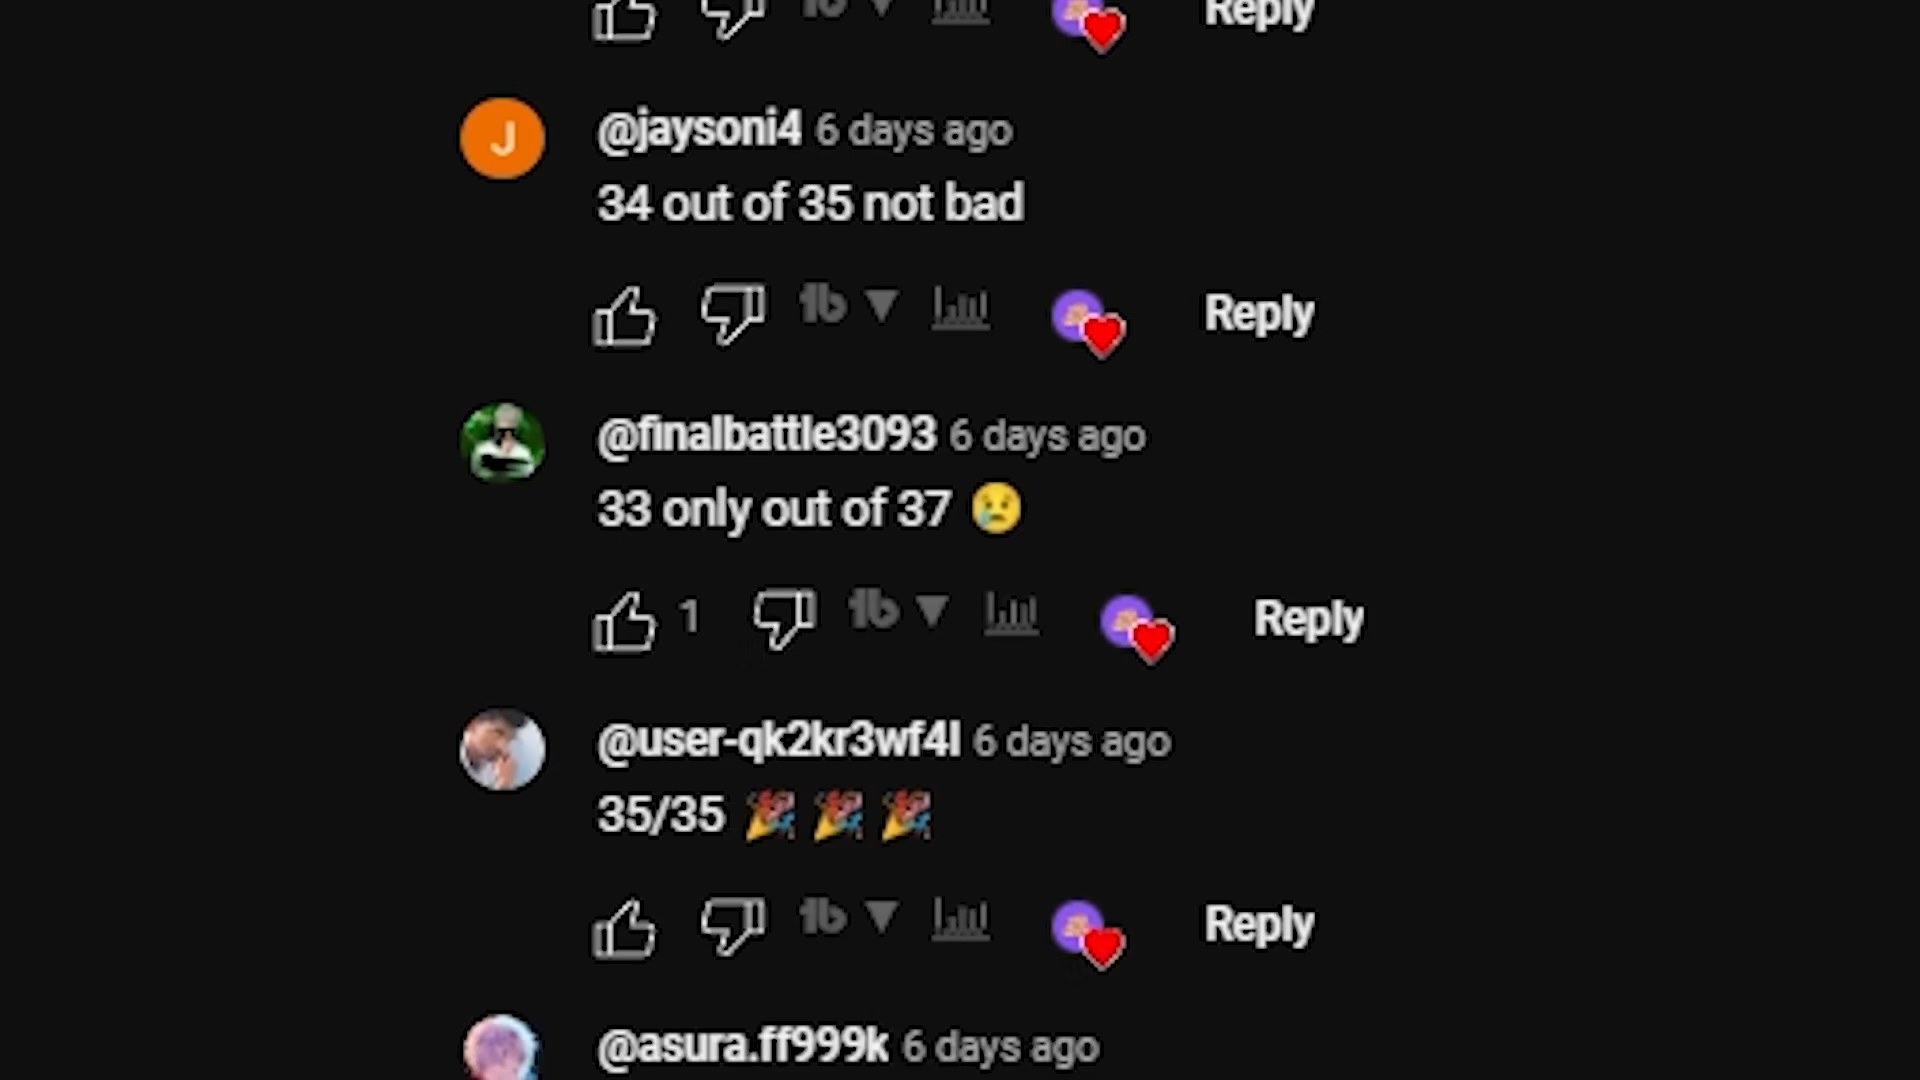 Reply
J
@jaysoni4 6 days ago
34 out of 35 not bad
Reply
@finalbattle3093 6 days ago
33 only out of 37 😢
1
Reply
@user-qk2kr3wf4l 6 days ago
35/35 🎉 🎉 🎉
Reply
@asura.ff999k 6 days ago